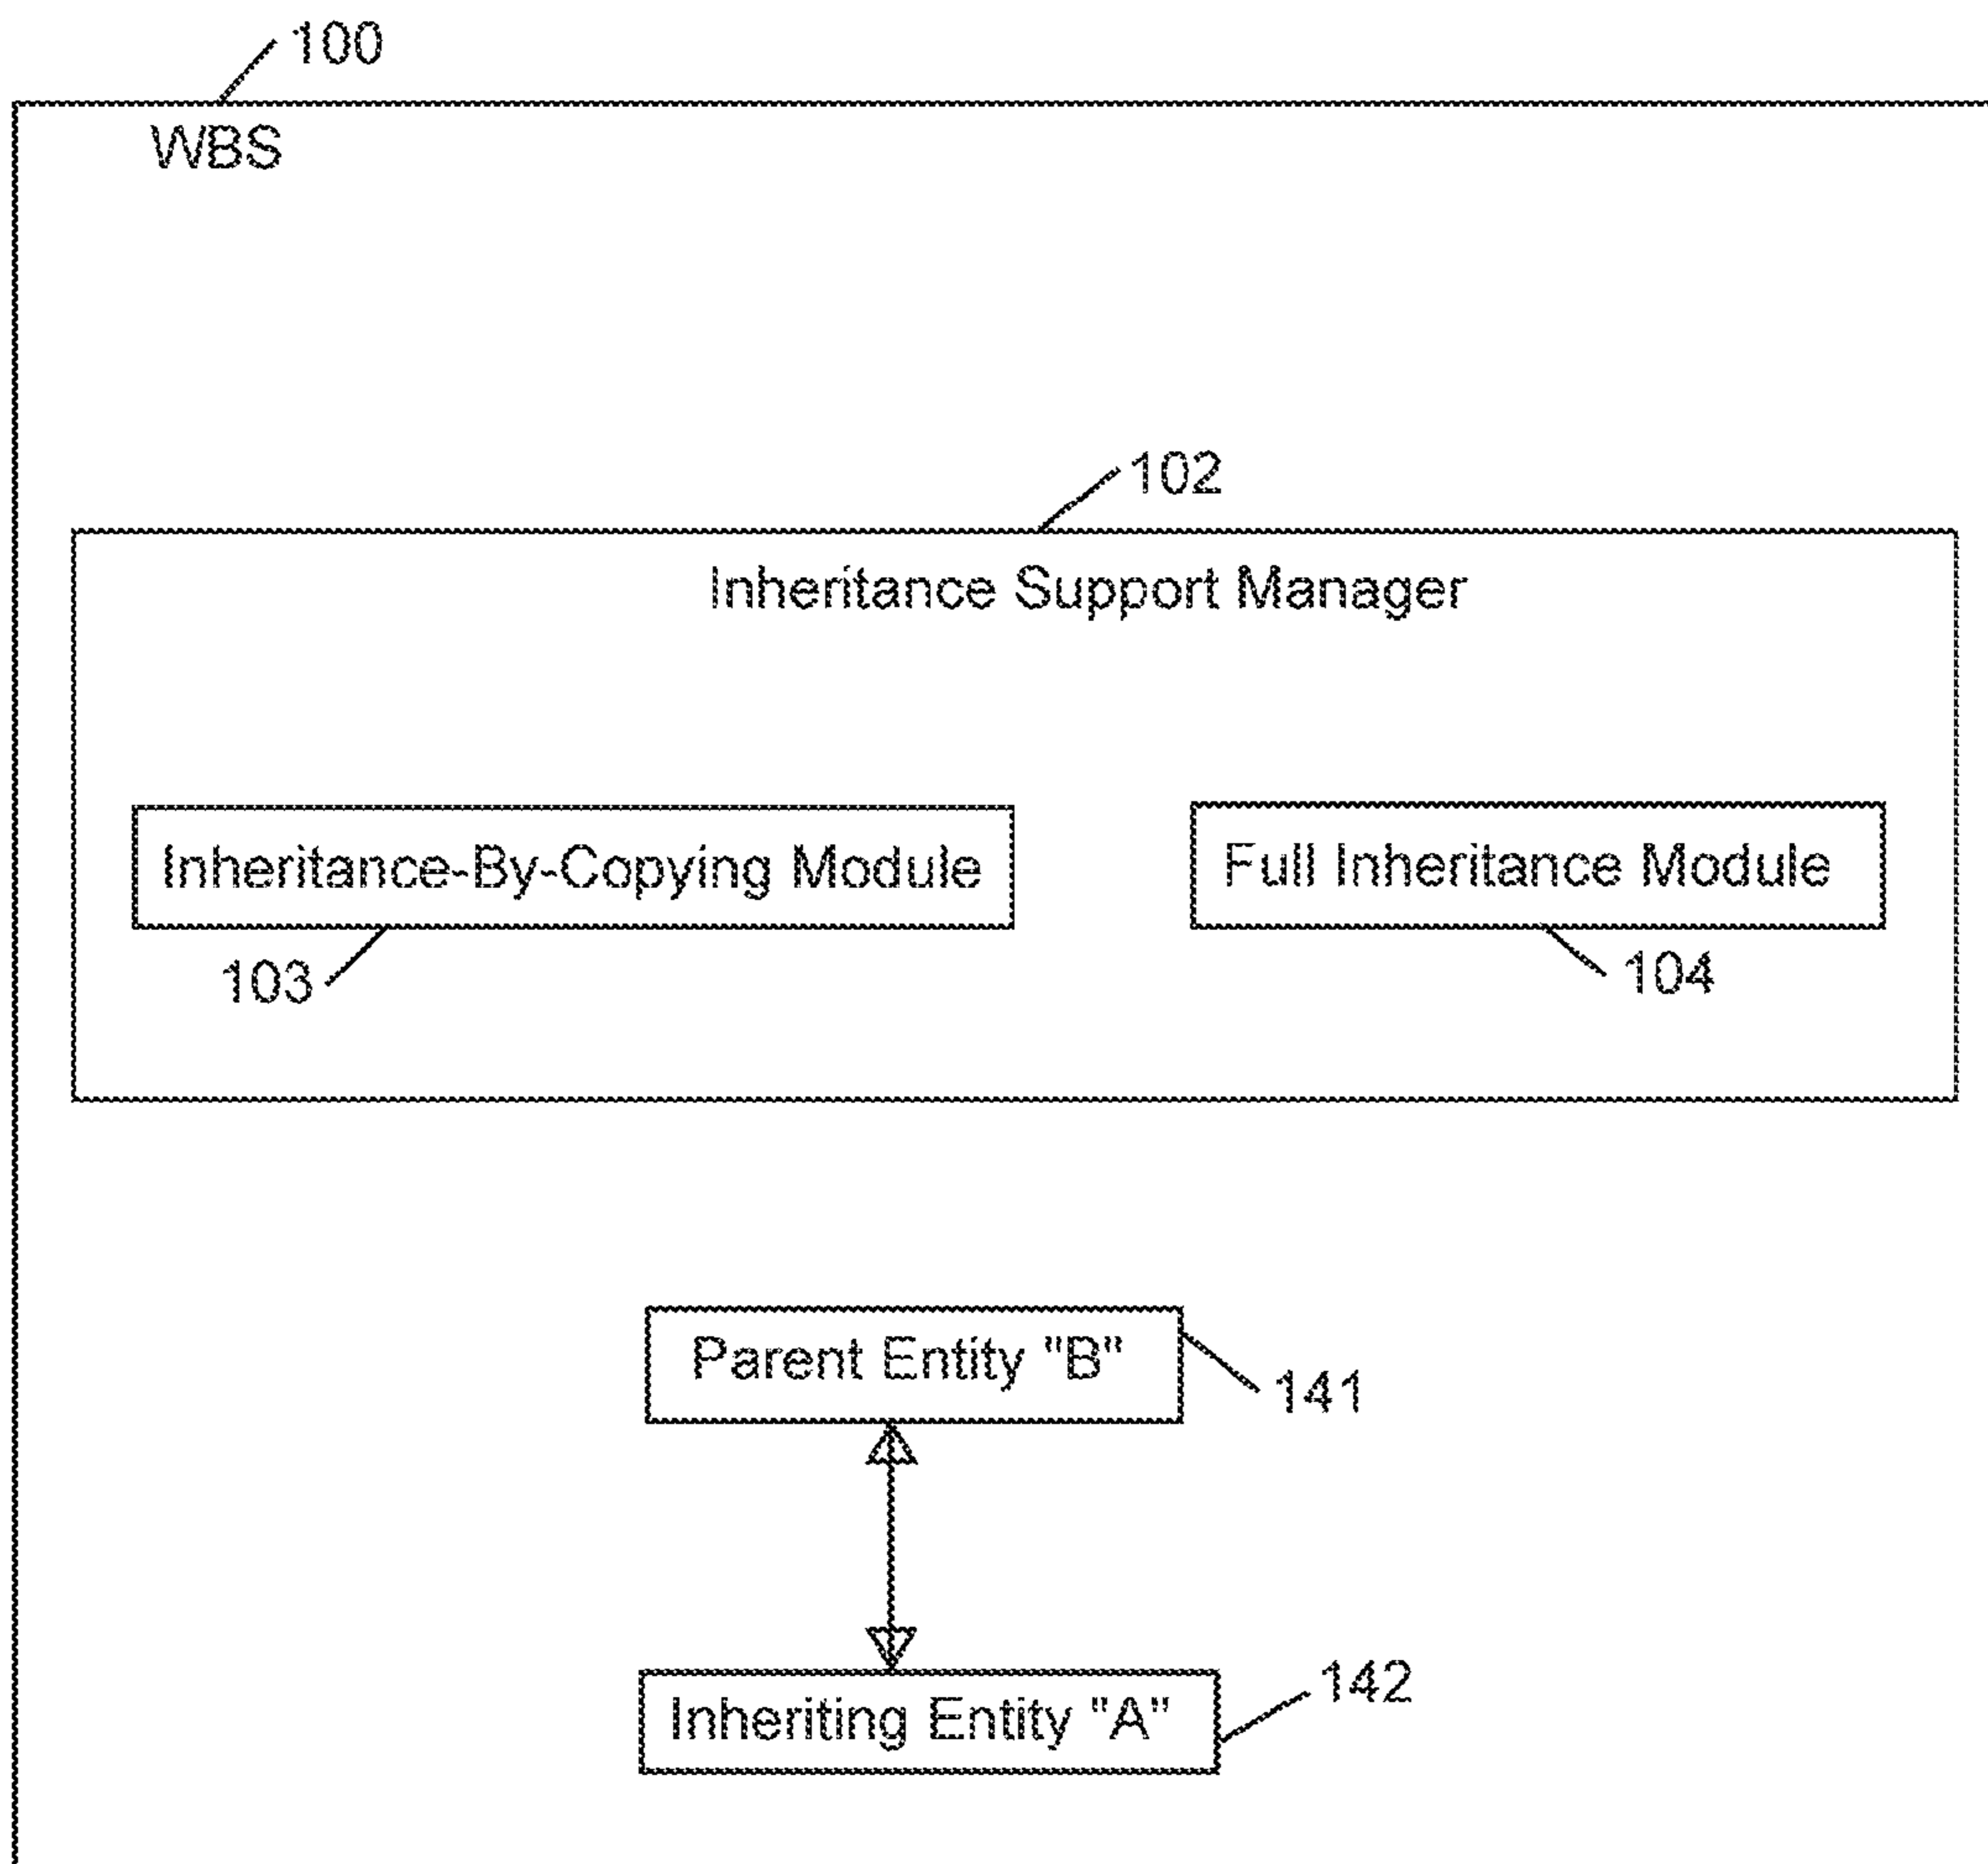 100
WBS
102
Inheritance Support Manager
Inheritance-By-Copying Module
Full Inheritance Module
103
104
Parent Entity "B"
141
142
Inheriting Entity "A"